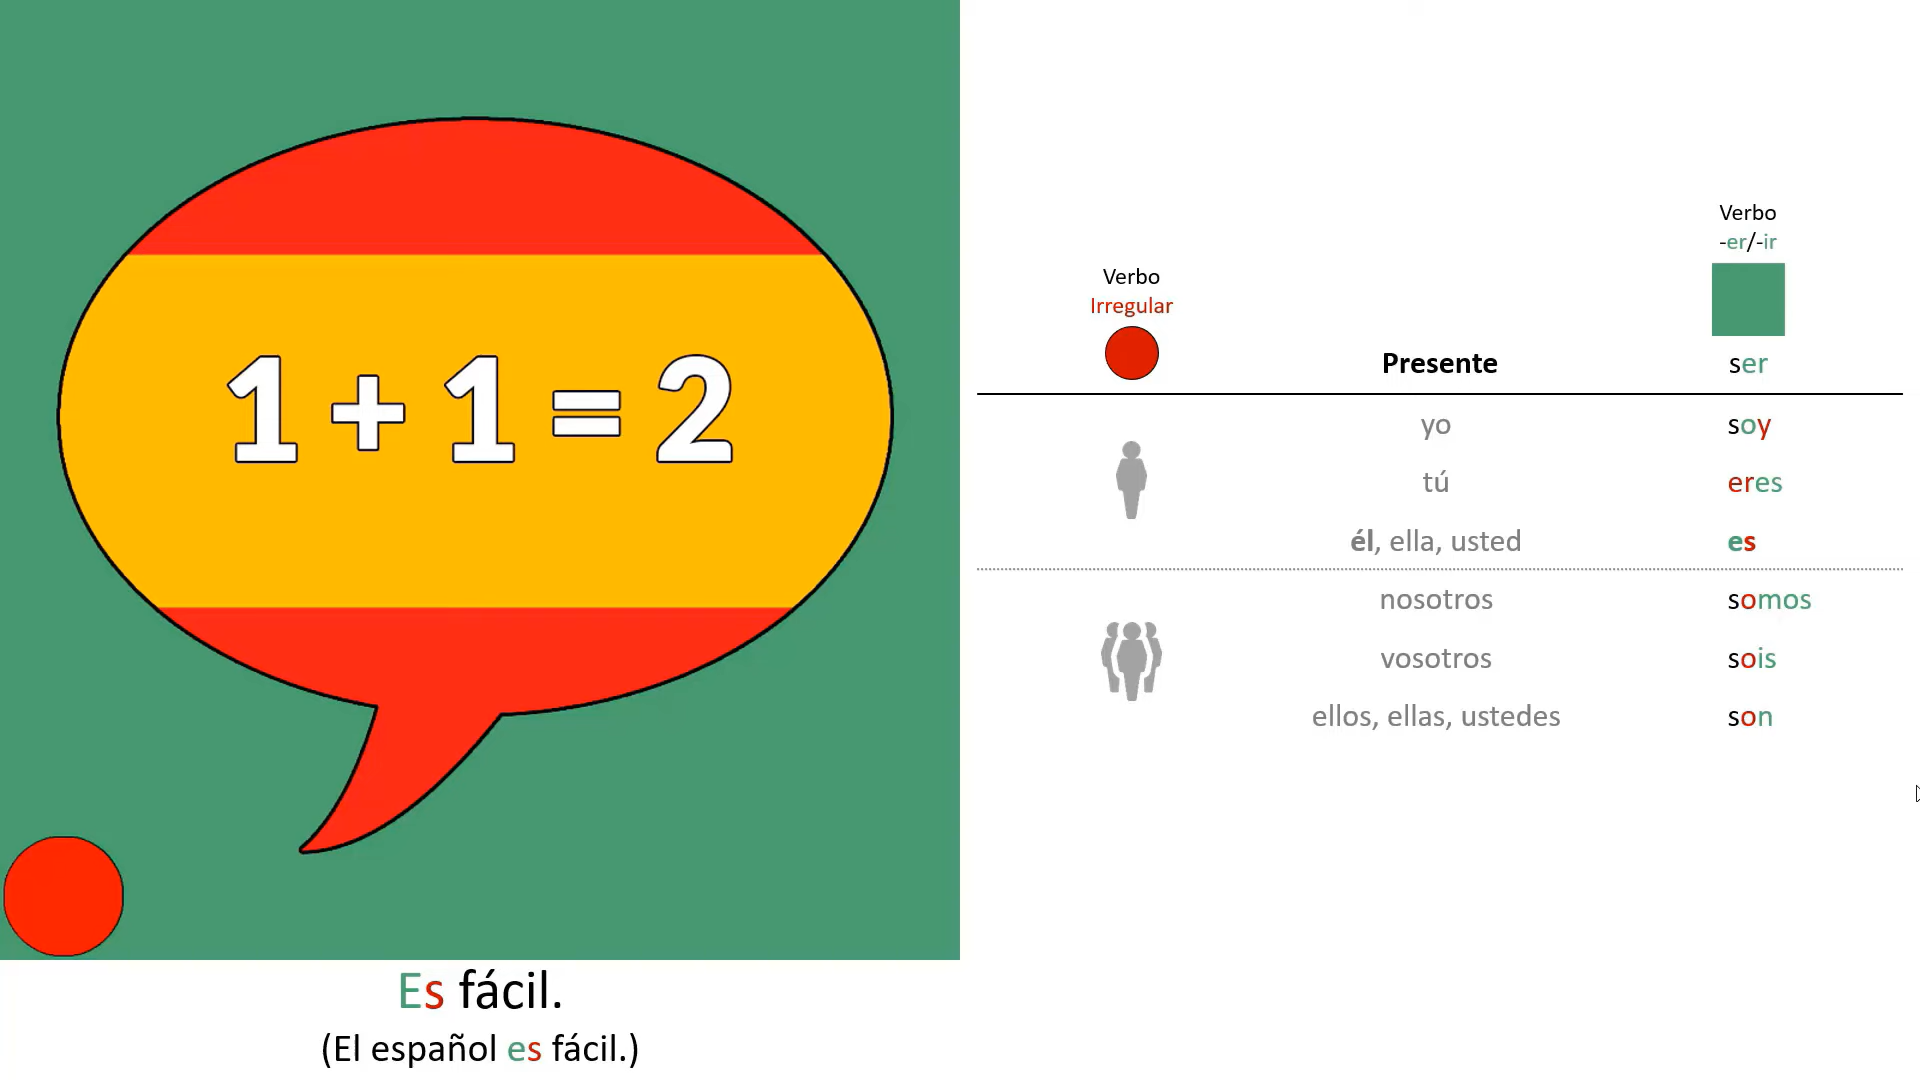 1 + 1 = 2
Es fácil.
(El español es fácil.)
Verbo
-er/-ir
Verbo
Irregular
Presente ser
yo soy
tú eres
él, ella, usted es
nosotros somos
vosotros sois
ellos, ellas, ustedes son